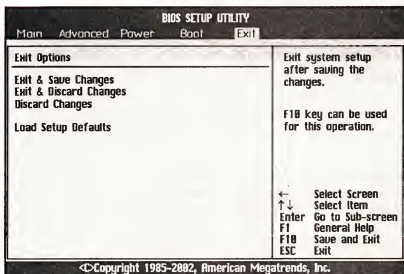 BIOS SETUP UTILITY
Main Advanced Power Boot Exit
Exit Options
Exit & Save Changes
Exit & Discard Changes
Discard Changes
Load Setup Defaults
Exit system setup
after saving the
changes.
F10 key can be used
for this operation.
← Select Screen
↑↓ Select Item
Enter Go to Sub-screen
F1 General Help
F10 Save and Exit
ESC Exit
Copyright 1985-2002, American Megatrends, Inc.